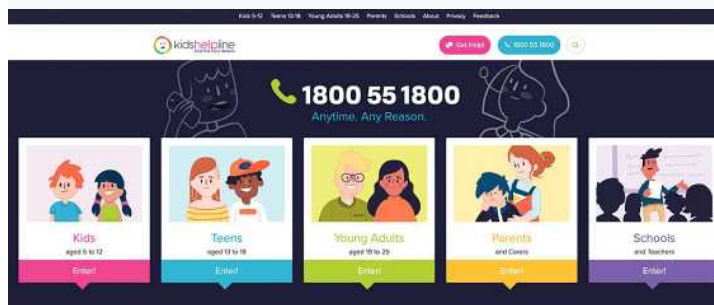 Kids 5-12 Teens 13-18 Young Adults 18-25 Parents Schools About Privacy Feedback
kidshelpline
Get Help! 1800 55 1800
1800 55 1800
Anytime. Any Reason.
Kids
aged 5 to 12
Enter!
Teens
aged 13 to 18
Enter!
Young Adults
aged 19 to 25
Enter!
Parents
and Carers
Enter!
Schools
and Teachers
Enter!